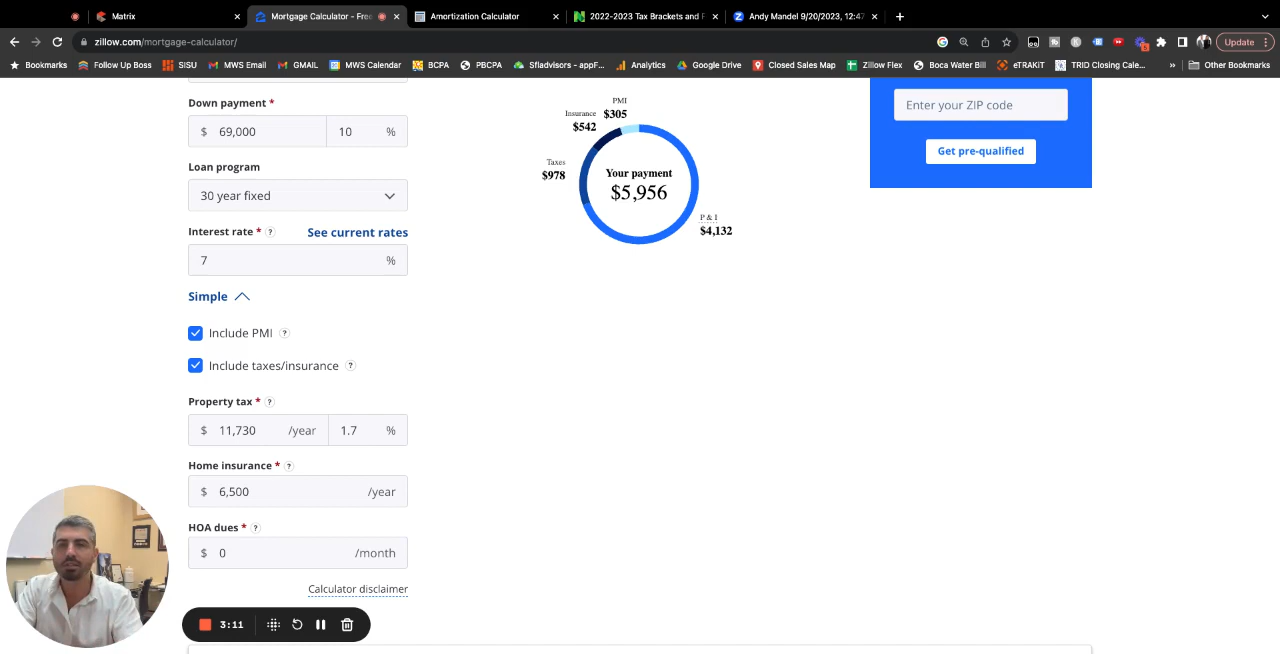 Matrix
Mortgage Calculator - Free
Amortization Calculator
2022-2023 Tax Brackets and F
Andy Mandel 9/20/2023, 12:47
zillow.com/mortgage-calculator/
Update
Bookmarks
Follow Up Boss
SISU
MWS Email
GMAIL
MWS Calendar
BCPA
PBCPA
Sfladvisors - appF...
Analytics
Google Drive
Closed Sales Map
Zillow Flex
Boca Water Bill
eTRAKIT
TRID Closing Cale...
»
Other Bookmarks
Down payment *
$ 69,000 10 %
Loan program
30 year fixed
Interest rate * ? See current rates
7 %
Simple
Include PMI ?
Include taxes/insurance ?
Property tax * ?
$ 11,730 /year 1.7 %
Home insurance * ?
$ 6,500 /year
HOA dues * ?
$ 0 /month
Calculator disclaimer
3:11
PMI
$305
Insurance
$542
Taxes
$978
Your payment
$5,956
P & I
$4,132
Enter your ZIP code
Get pre-qualified